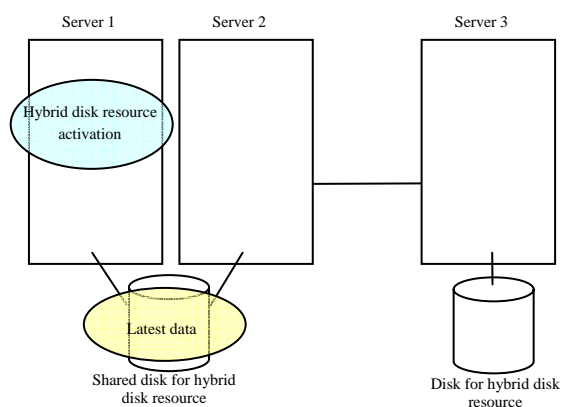 Server 1
Server 2
Server 3
Hybrid disk resource
activation
Latest data
Shared disk for hybrid
disk resource
Disk for hybrid disk
resource